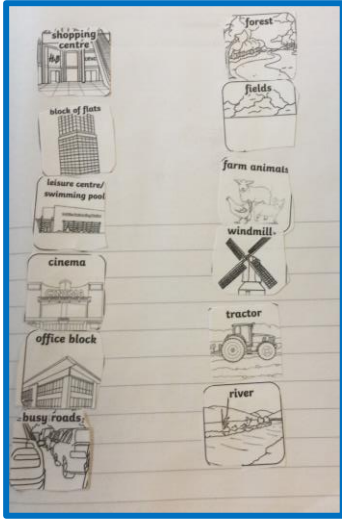 shopping
centre
block of flats
leisure centre/
swimming pool
cinema
office block
busy roads
forest
fields
farm animals
windmill
tractor
river